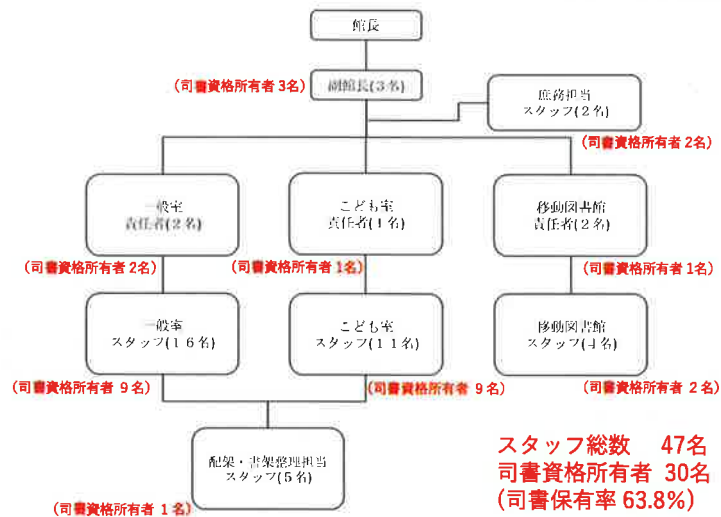 館長
副館長(3名)
(司書資格所有者3名)
庶務担当
スタッフ(2名)
(司書資格所有者2名)
一般室
責任者(2名)
(司書資格所有者2名)
こども室
責任者(1名)
(司書資格所有者1名)
移動図書館
責任者(2名)
(司書資格所有者1名)
一般室
スタッフ(16名)
(司書資格所有者 9名)
こども室
スタッフ(11名)
(司書資格所有者 9名)
移動図書館
スタッフ(4名)
(司書資格所有者 2名)
配架・書架整理担当
スタッフ(5名)
(司書資格所有者 1名)
スタッフ総数 47名
司書資格所有者 30名
(司書保有率 63.8%)